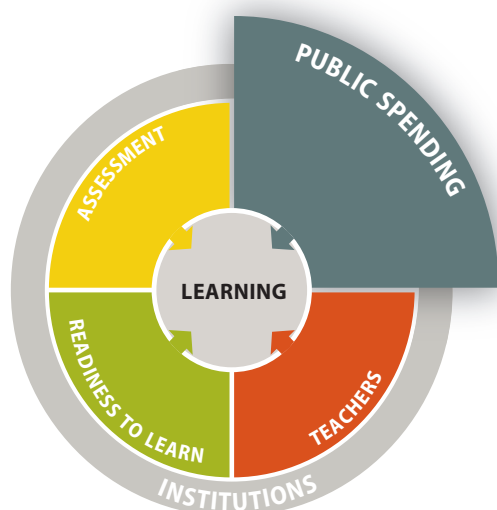 PUBLIC SPENDING
ASSESSMENT
LEARNING
READINESS TO LEARN
TEACHERS
INSTITUTIONS